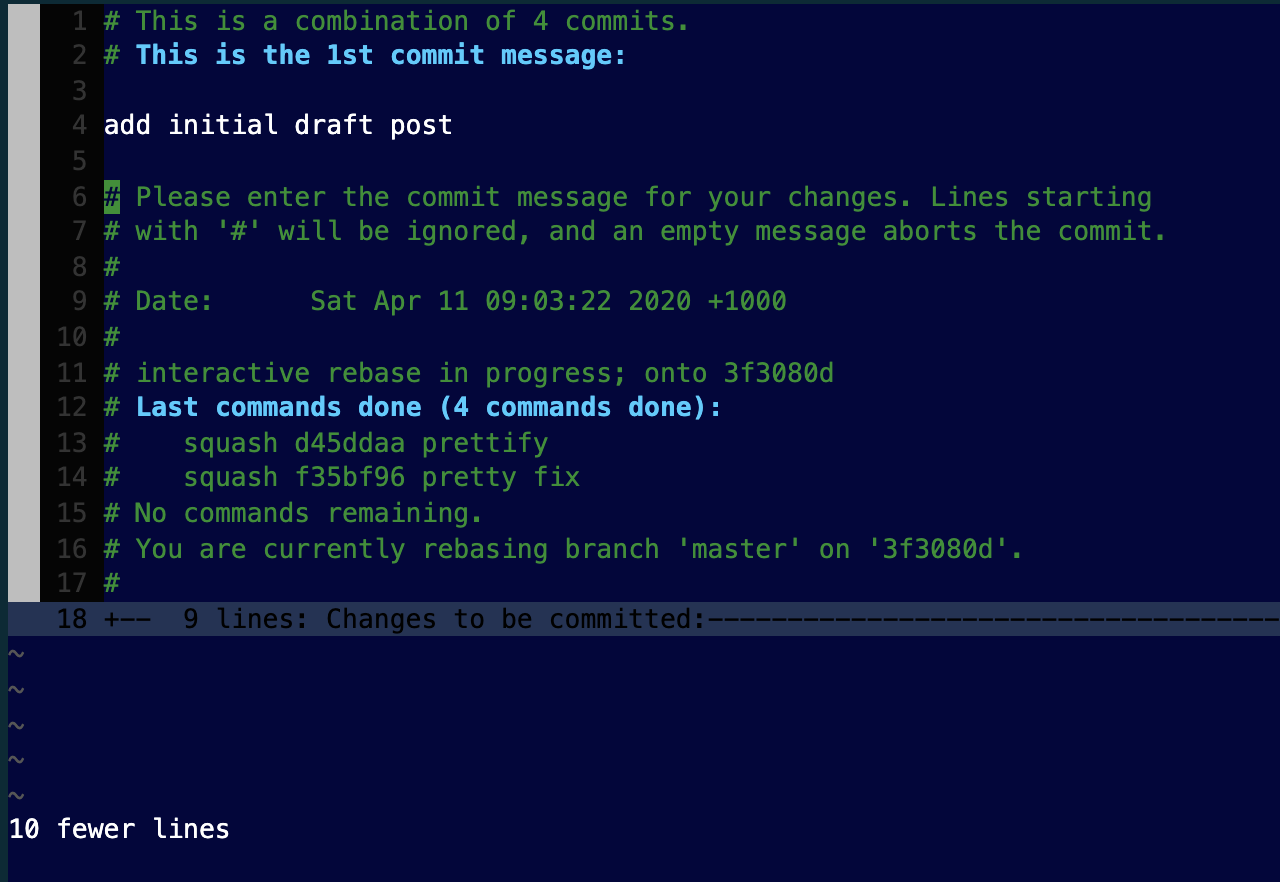 1 # This is a combination of 4 commits.
2 # This is the 1st commit message:
3
4 add initial draft post
5
6 # Please enter the commit message for your changes. Lines starting
7 # with '#' will be ignored, and an empty message aborts the commit.
8 #
9 # Date:      Sat Apr 11 09:03:22 2020 +1000
10 #
11 # interactive rebase in progress; onto 3f3080d
12 # Last commands done (4 commands done):
13 #    squash d45ddaa prettify
14 #    squash f35bf96 pretty fix
15 # No commands remaining.
16 # You are currently rebasing branch 'master' on '3f3080d'.
17 #
18 +--  9 lines: Changes to be committed:------------------------------------
~
~
~
~
~
10 fewer lines